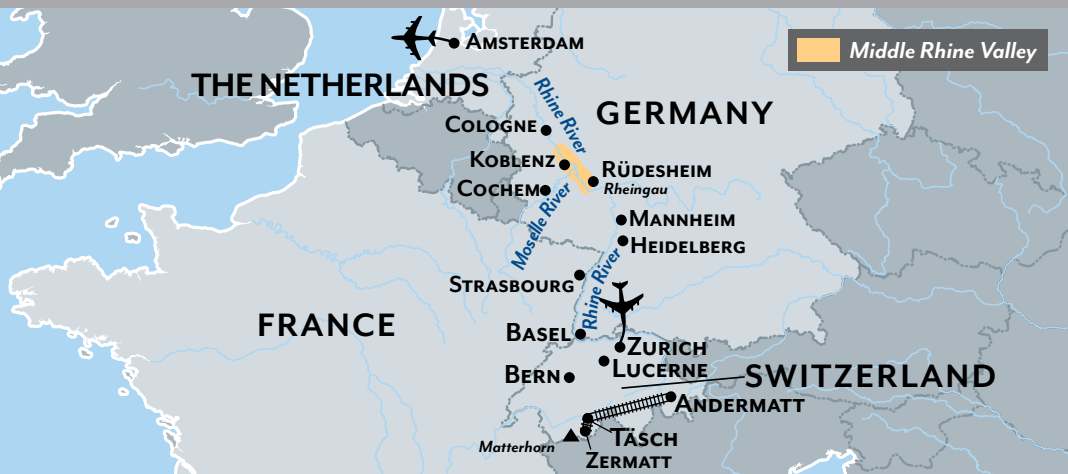 AMSTERDAM
Middle Rhine Valley
THE NETHERLANDS
Rhine River
GERMANY
COLOGNE
KOBLENZ
RÜDESHEIM
Rheingau
COCHEM
Moselle River
MANNHEIM
HEIDELBERG
STRASBOURG
Rhine River
FRANCE
BASEL
ZURICH
LUCERNE
BERN
SWITZERLAND
ANDERMATT
TÄSCH
Matterhorn
ZERMATT